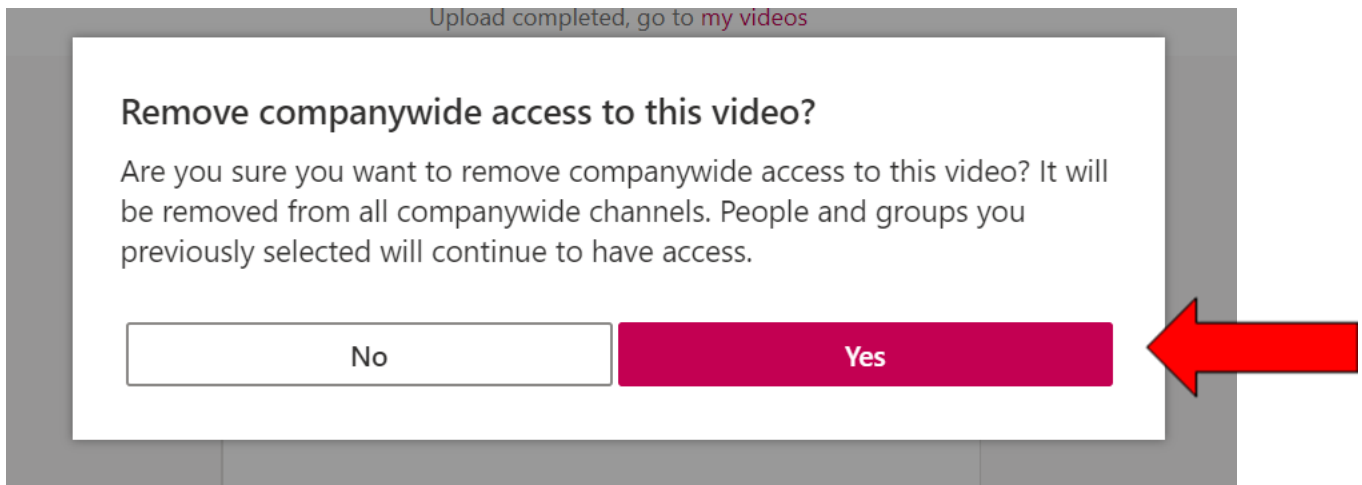 Upload completed, go to my videos
Remove companywide access to this video?
Are you sure you want to remove companywide access to this video? It will
be removed from all companywide channels. People and groups you
previously selected will continue to have access.
No
Yes